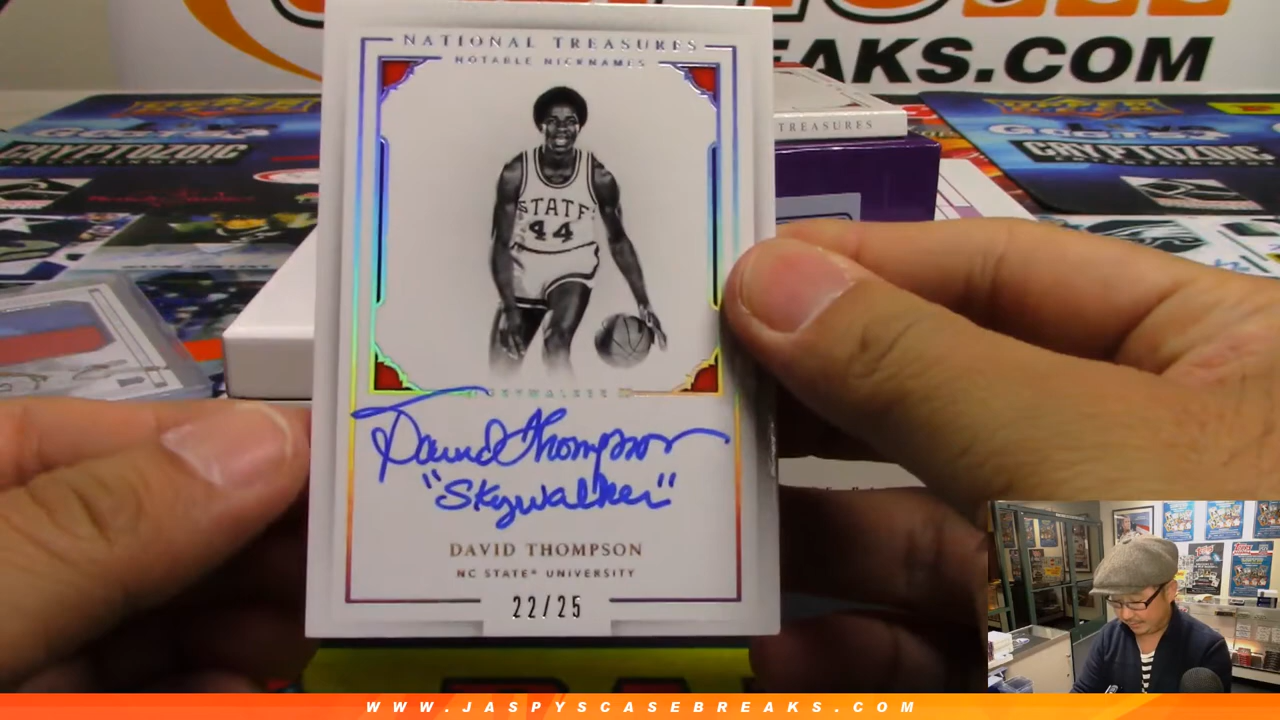 EAKS.COM
NATIONAL TREASURES
NOTABLE NICKNAMES
TREASURES
CRYPTOZOIC
CRYPTOZOIC
STATE
44
SKYWALKER
David Thompson
"Skywalker"
DAVID THOMPSON
NC STATE® UNIVERSITY
22/25
WWW.JASPYSCASEBREAKS.COM